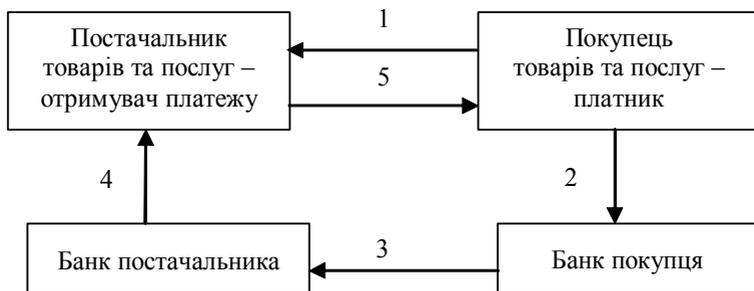 Постачальник
товарів та послуг –
отримувач платежу
1
5
Покупець
товарів та послуг –
платник
4
2
Банк постачальника
3
Банк покупця